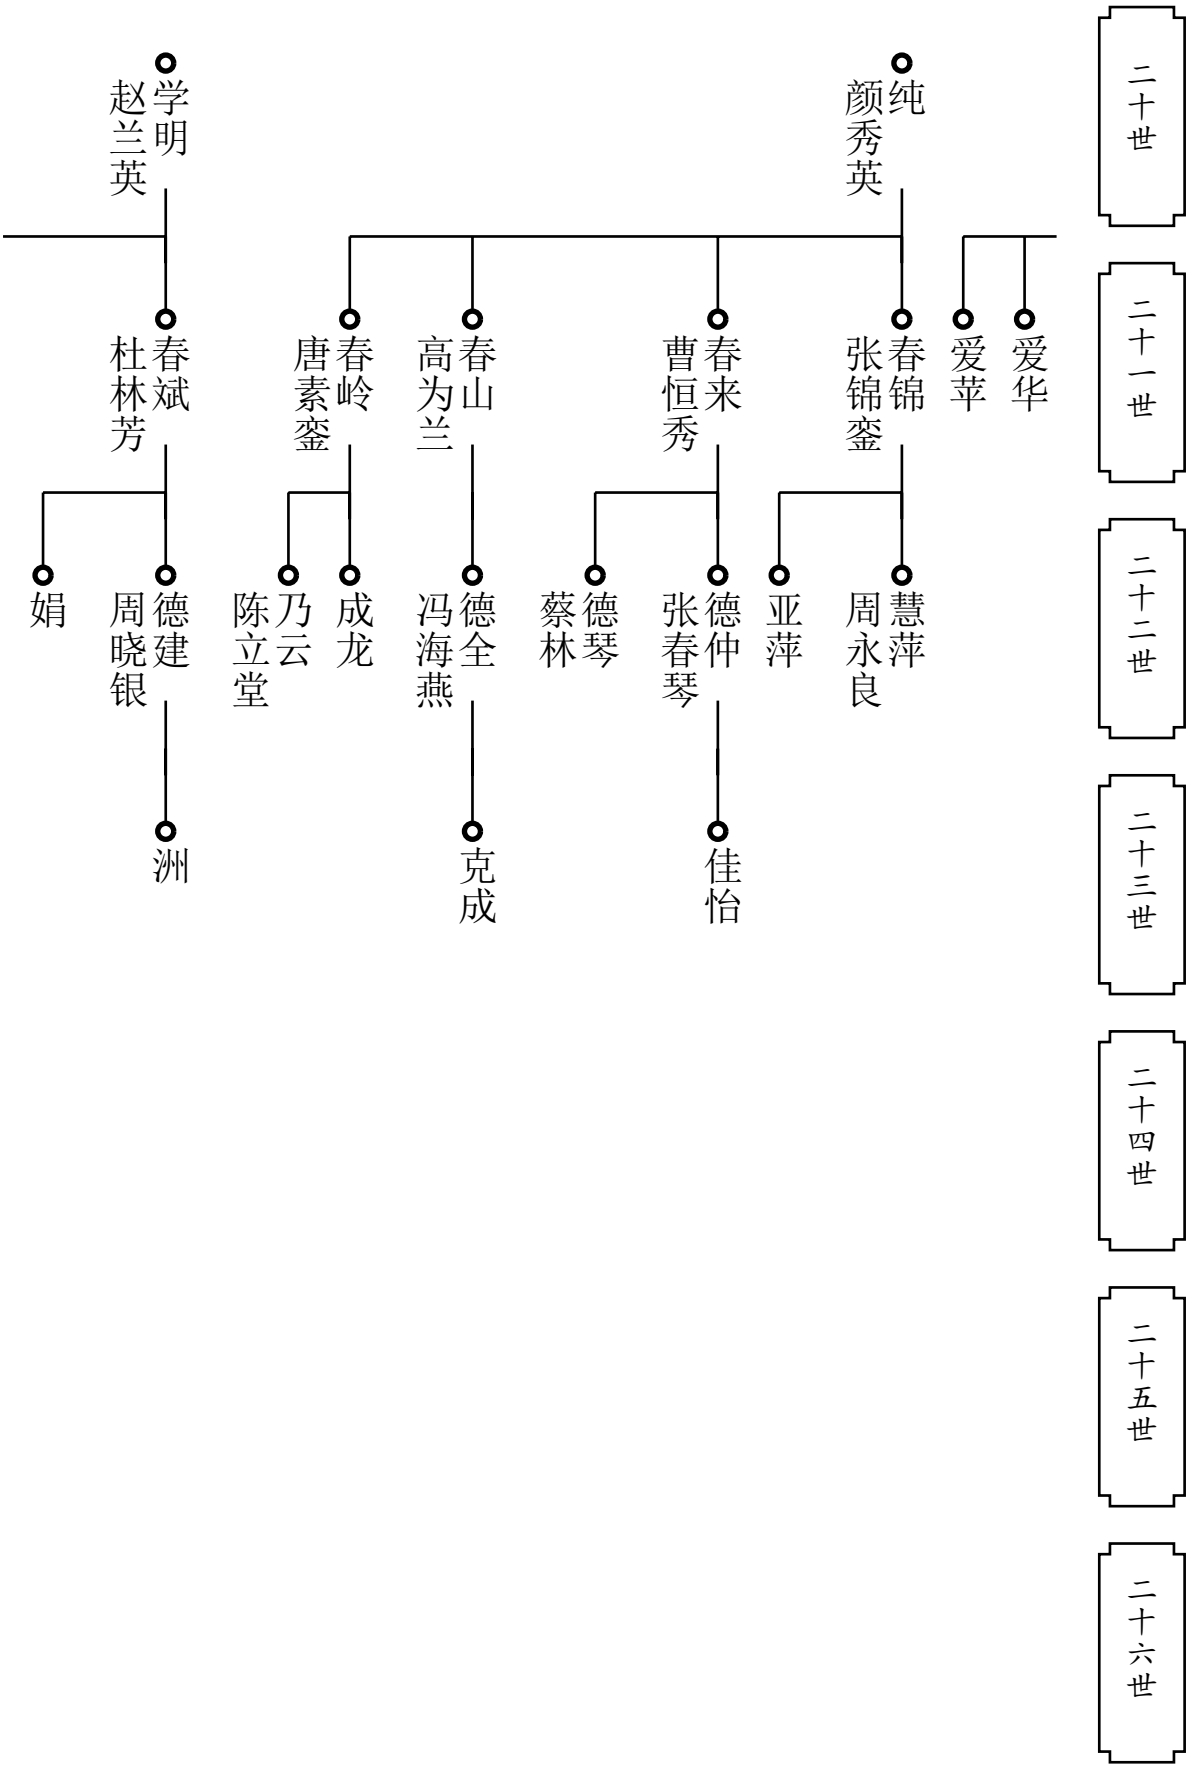 二十世
纯
颜秀英
学明
赵兰英
二十一世
爱华
爱苹
春锦
张锦銮
春来
曹恒秀
春山
高为兰
春岭
唐素銮
春斌
杜林芳
二十二世
慧萍
周永良
亚萍
德仲
张春琴
德琴
蔡林
德全
冯海燕
成龙
乃云
陈立堂
德建
周晓银
娟
二十三世
佳怡
克成
洲
二十四世
二十五世
二十六世